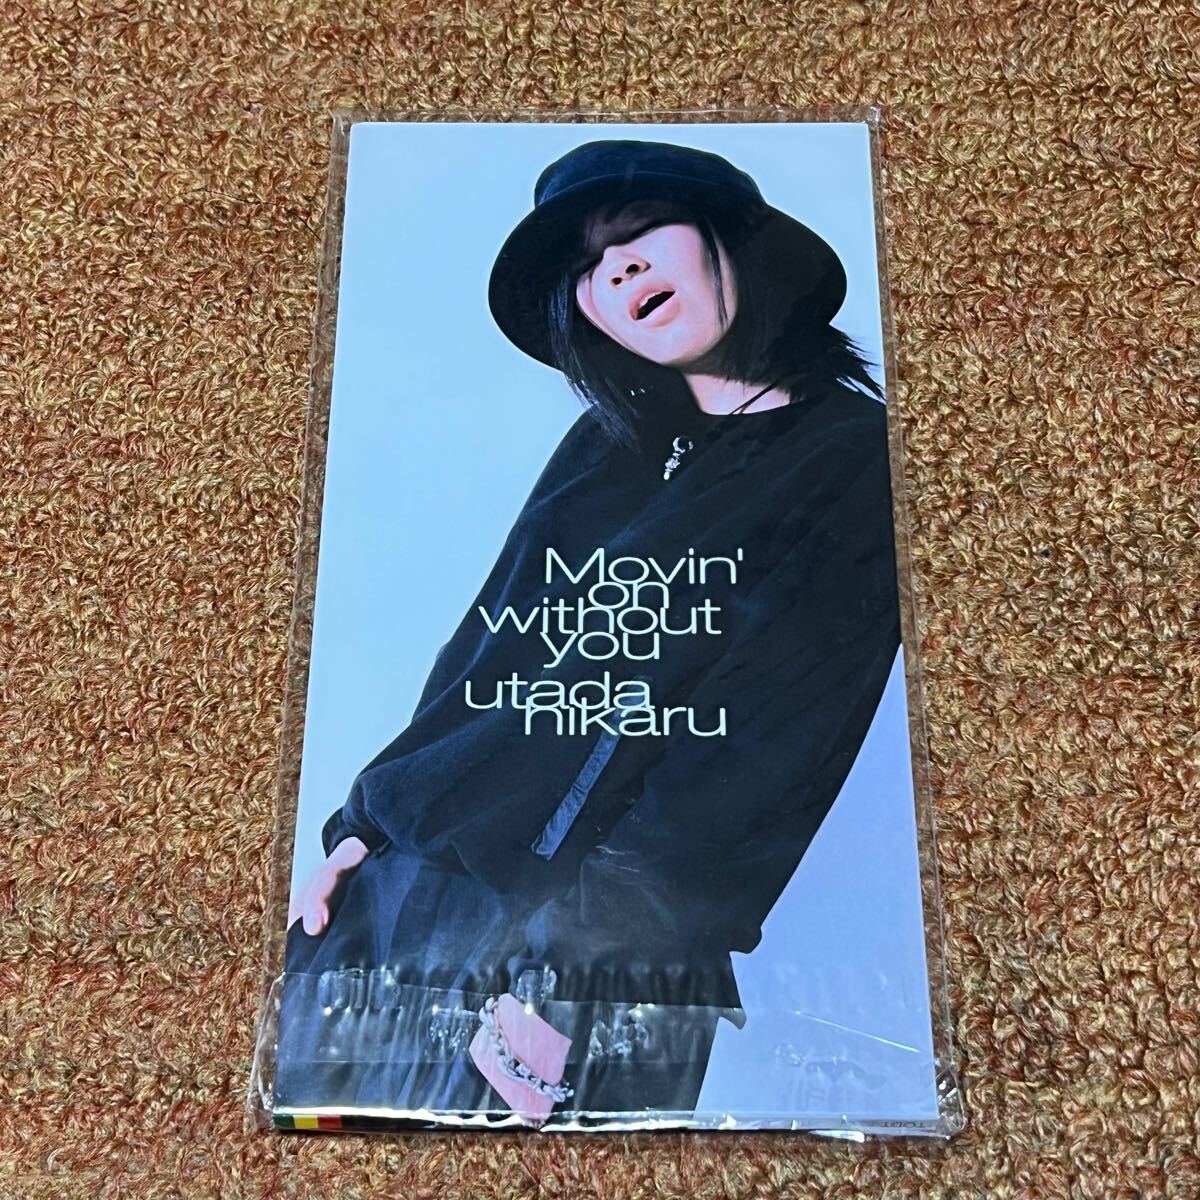 Movin'
on
without
you
utada
hikaru